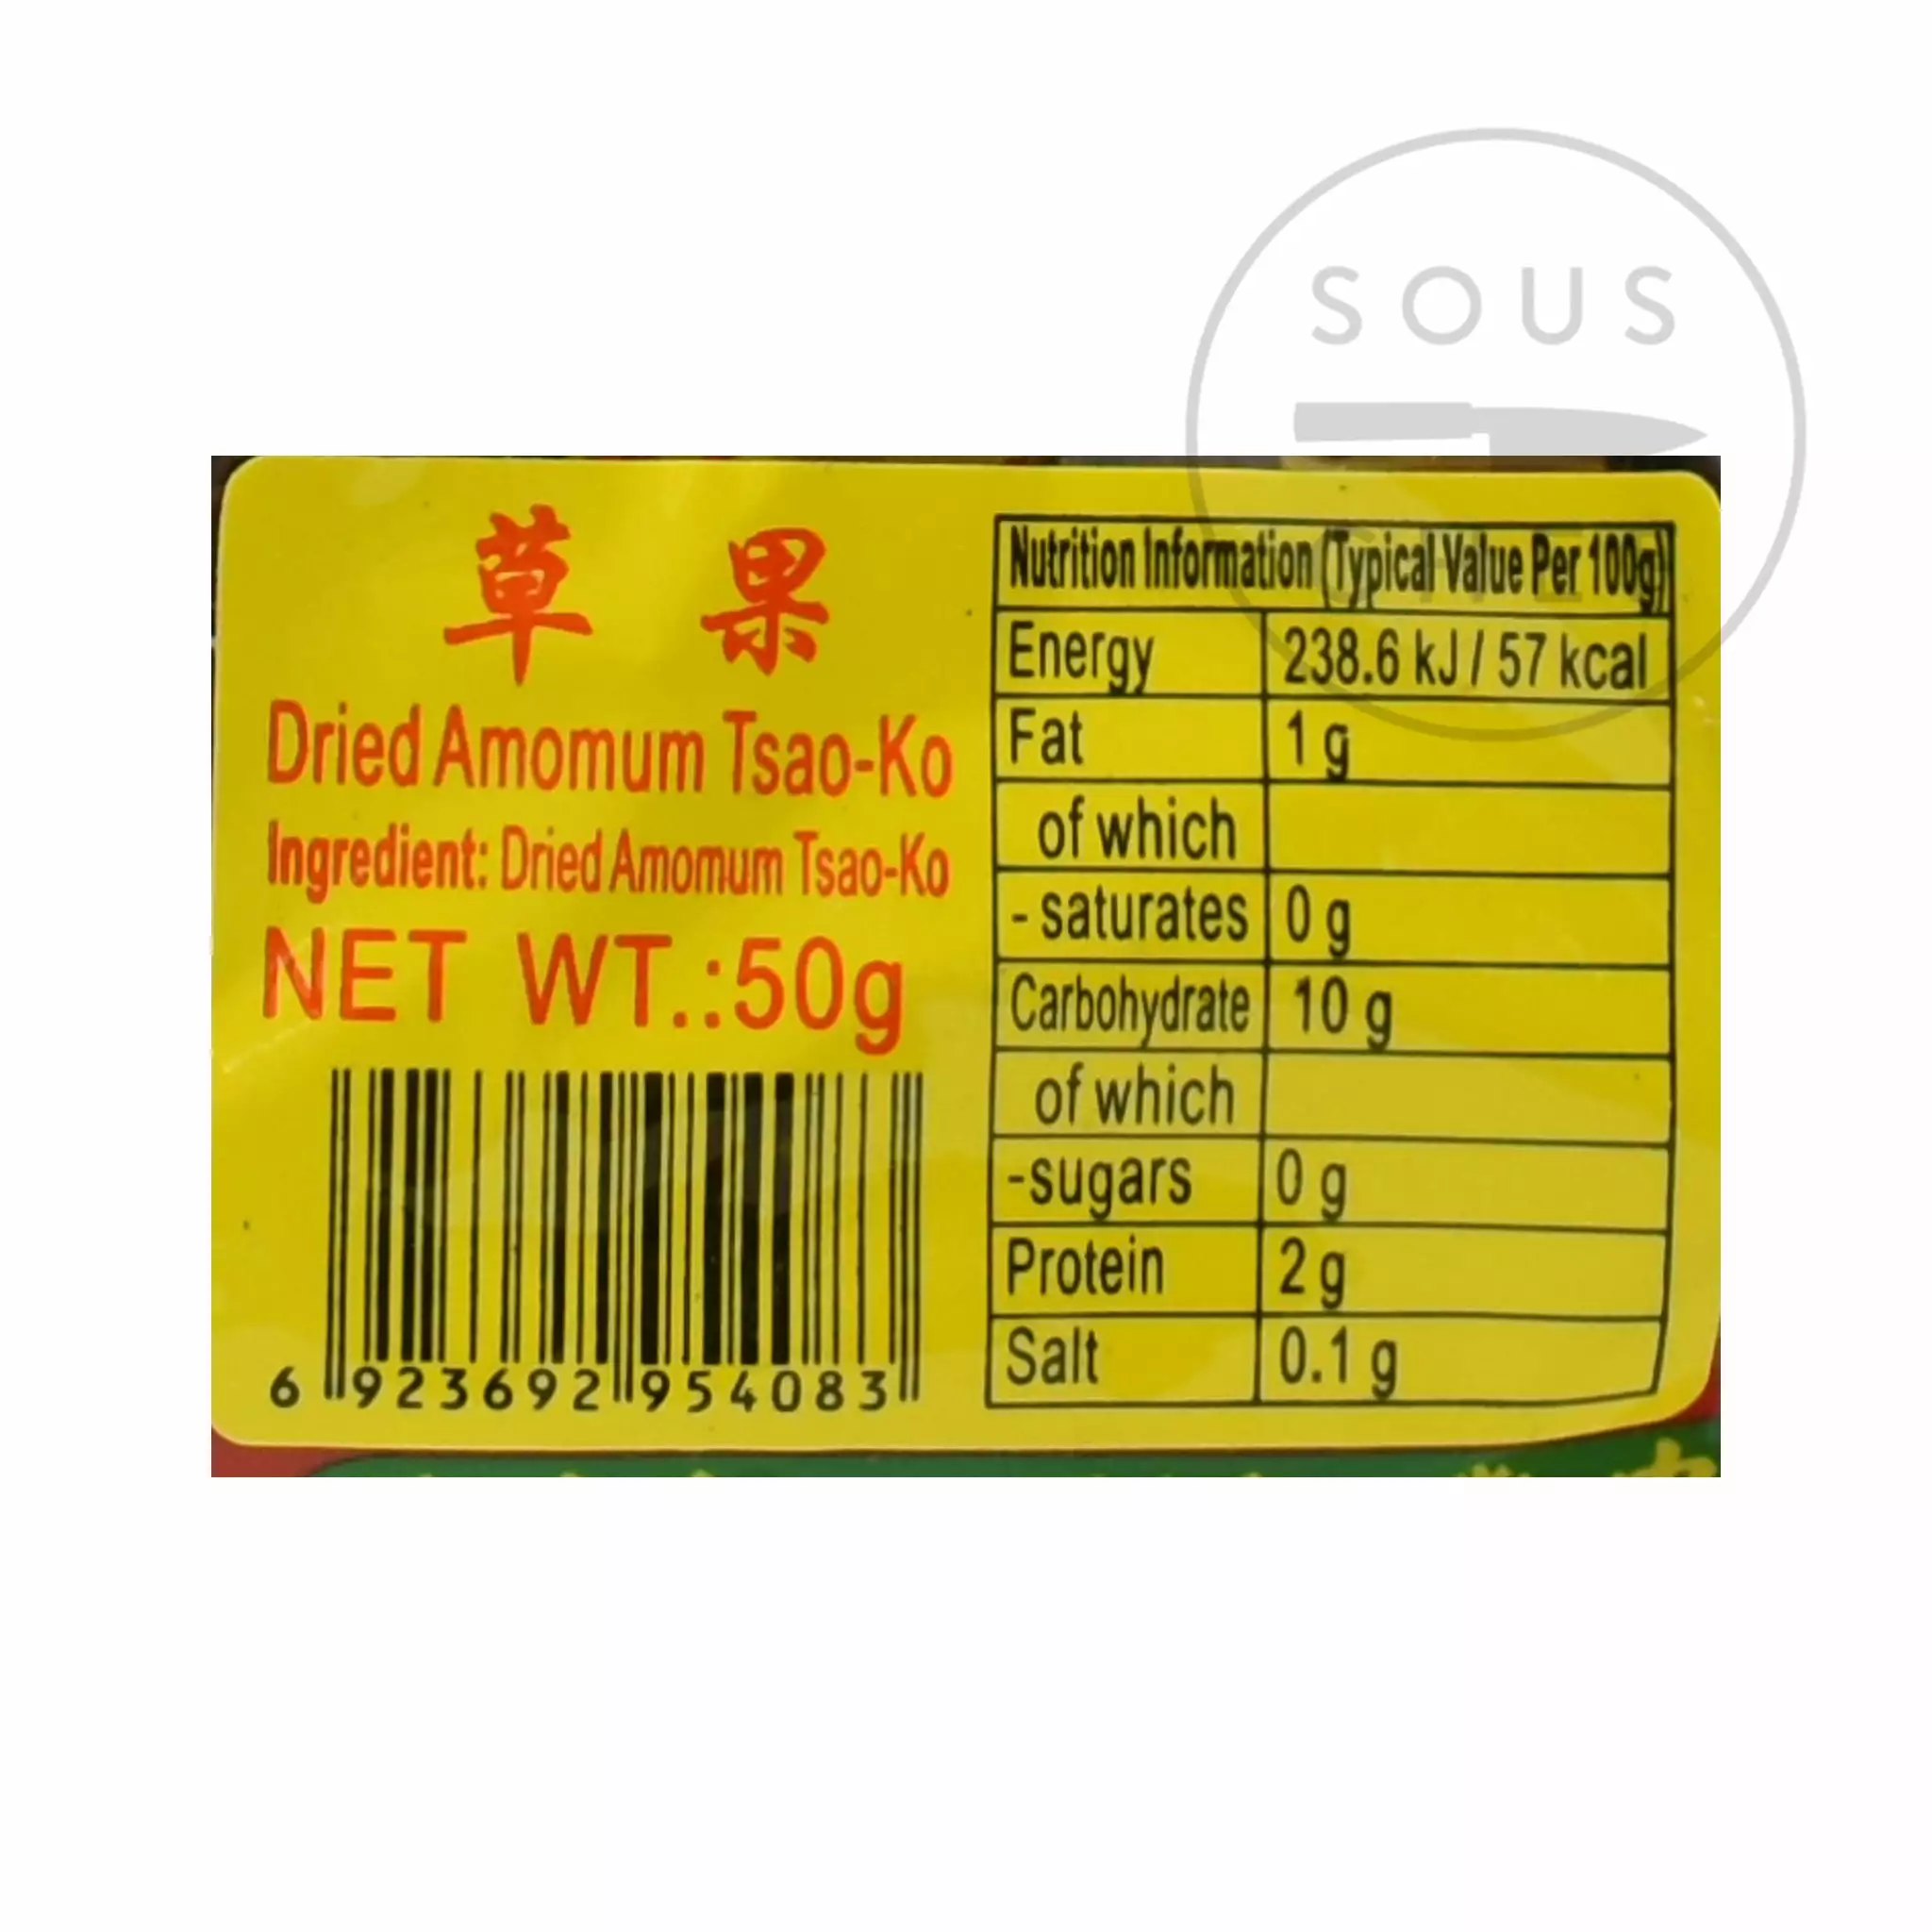 SOUS
草果
Dried Amomum Tsao-Ko
Ingredient: Dried Amomum Tsao-Ko
NET WT.:50g
6 923692 954083
Nutrition Information (Typical Value Per 100g)
Energy 238.6 kJ / 57 kcal
Fat 1 g
of which
- saturates 0 g
Carbohydrate 10 g
of which
-sugars 0 g
Protein 2 g
Salt 0.1 g